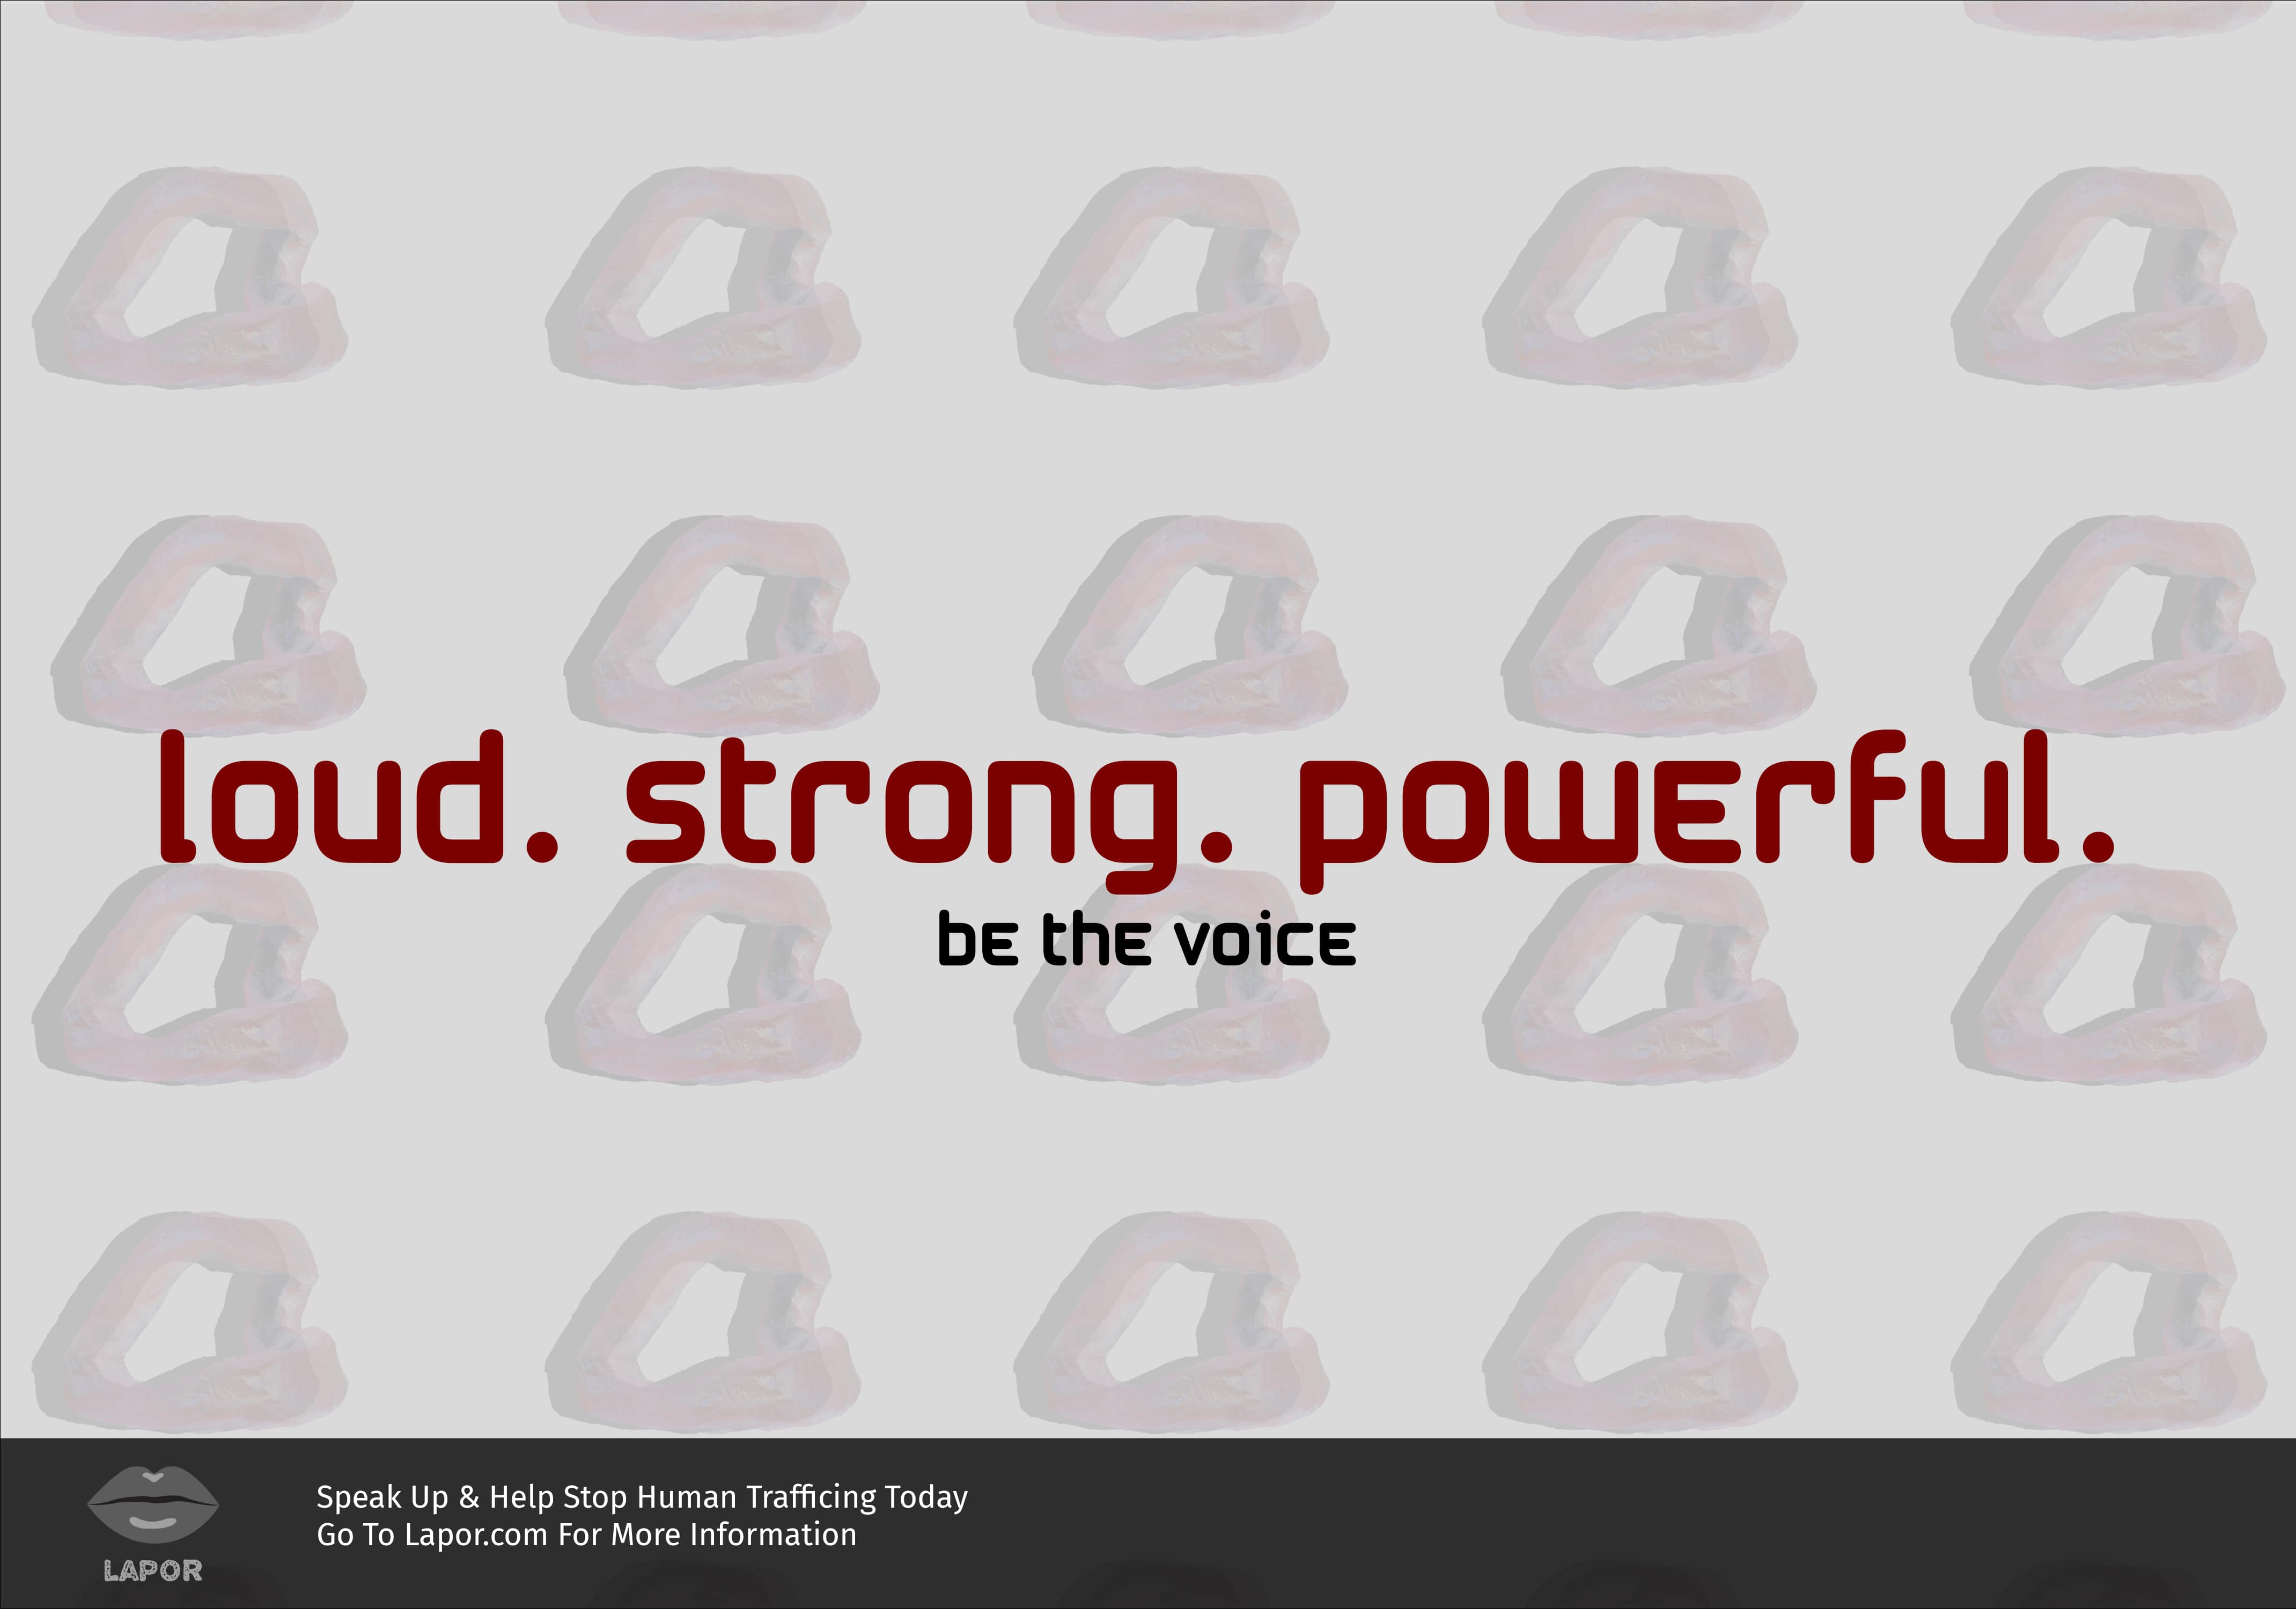 loud. strong. powerful.
be the voice
Speak Up & Help Stop Human Trafficing Today
Go To Lapor.com For More Information
LAPOR